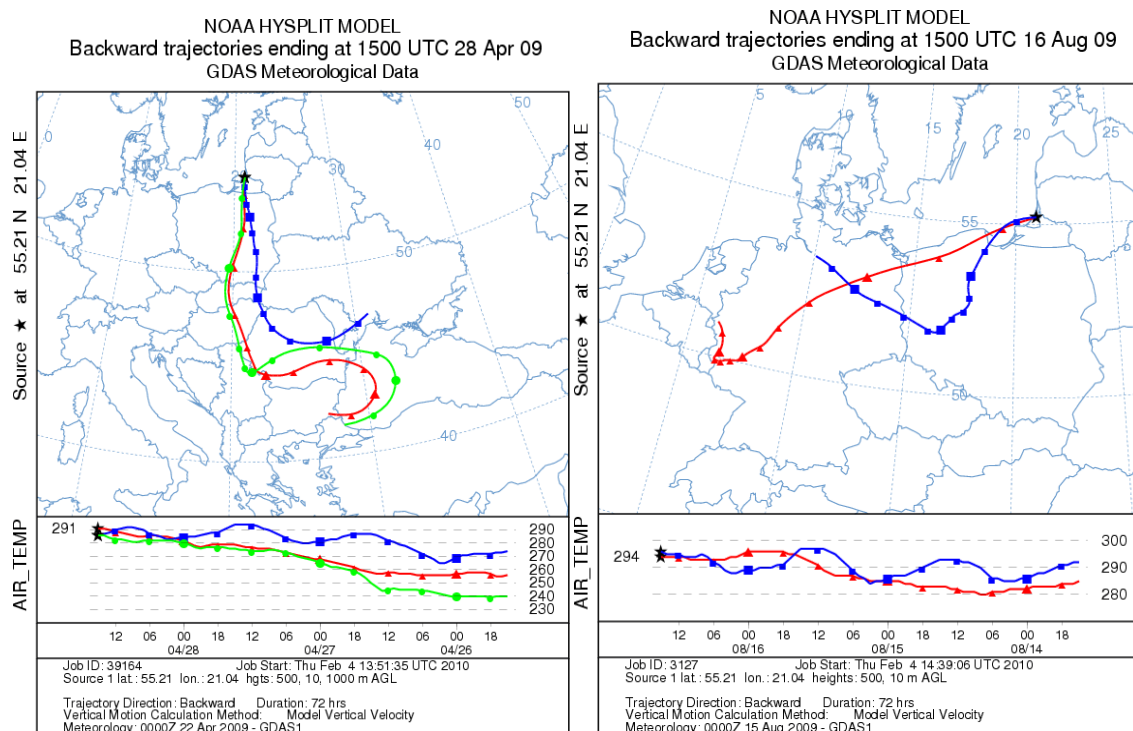 NOAA HYSPLIT MODEL
Backward trajectories ending at 1500 UTC 28 Apr 09
GDAS Meteorological Data
Source ★ at 55.21 N 21.04 E
0
10
20
30
40
50
50
40
AIR_TEMP
291
290
280
270
260
250
240
230
12 06 00 18 12 06 00 18 12 06 00 18
04/28 04/27 04/26
Job ID: 39164 Job Start: Thu Feb 4 13:51:35 UTC 2010
Source 1 lat.: 55.21 lon.: 21.04 hgts: 500, 10, 1000 m AGL
Trajectory Direction: Backward Duration: 72 hrs
Vertical Motion Calculation Method: Model Vertical Velocity
Meteorology: 0000Z 22 Apr 2009 - GDAS1
NOAA HYSPLIT MODEL
Backward trajectories ending at 1500 UTC 16 Aug 09
GDAS Meteorological Data
Source ★ at 55.21 N 21.04 E
5
15
20
25
55
50
AIR_TEMP
294
300
290
280
12 06 00 18 12 06 00 18 12 06 00 18
08/16 08/15 08/14
Job ID: 3127 Job Start: Thu Feb 4 14:39:06 UTC 2010
Source 1 lat.: 55.21 lon.: 21.04 heights: 500, 10 m AGL
Trajectory Direction: Backward Duration: 72 hrs
Vertical Motion Calculation Method: Model Vertical Velocity
Meteorology: 0000Z 15 Aug 2009 - GDAS1